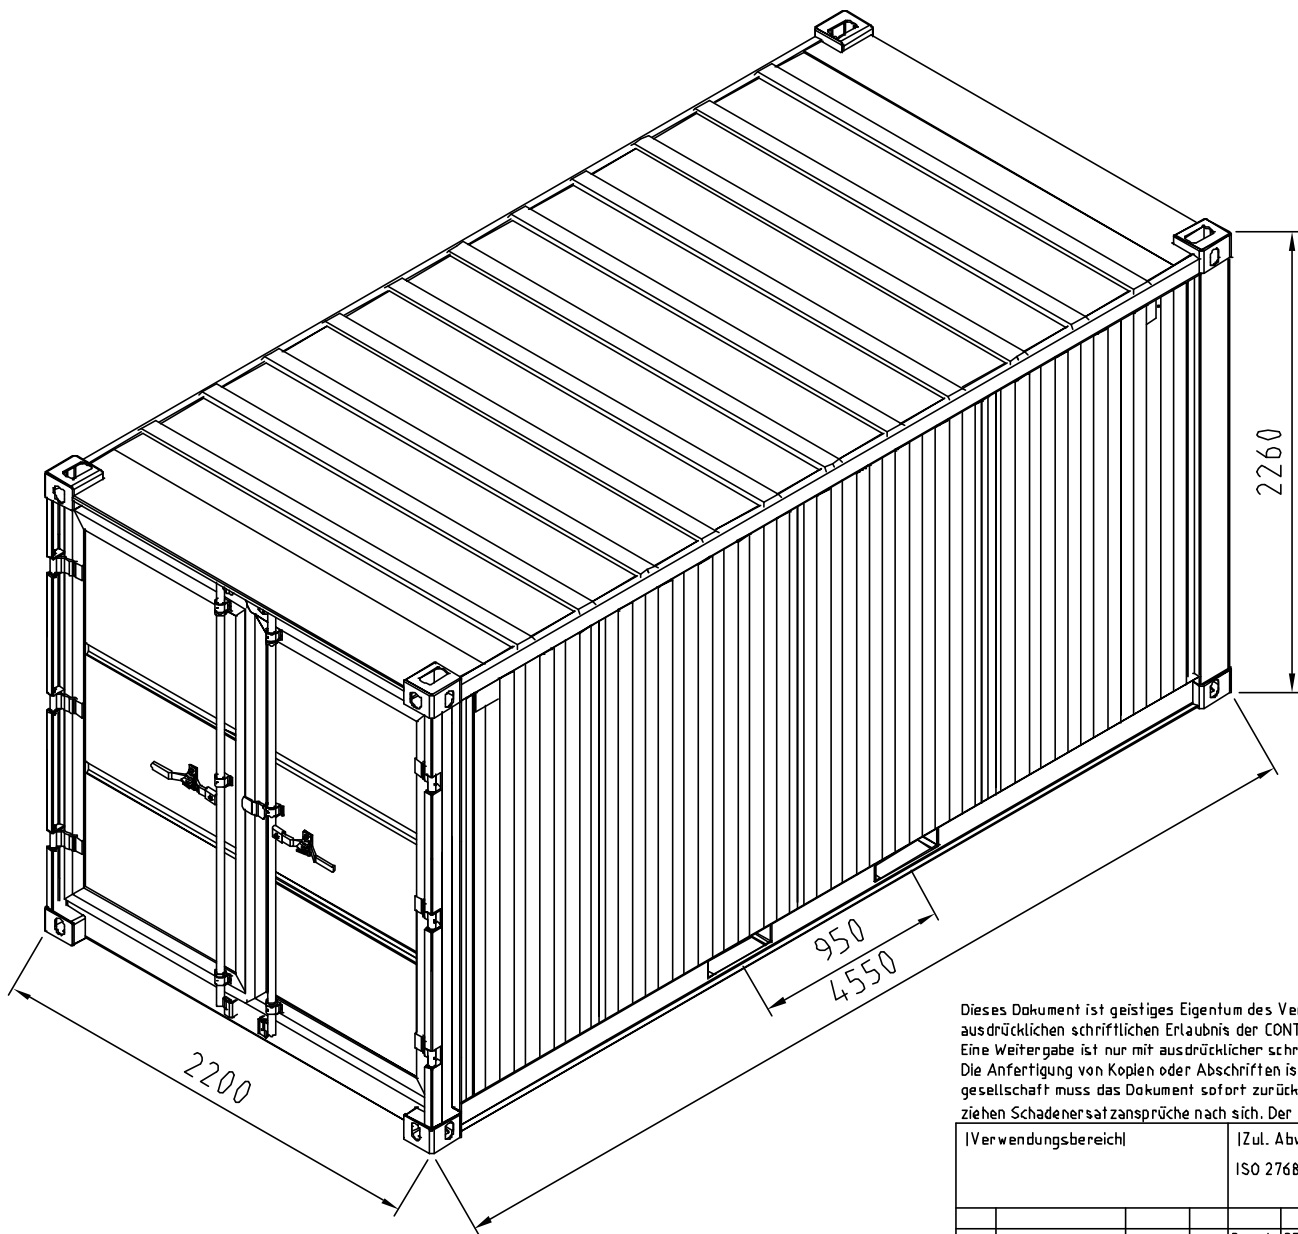 2260
950
4550
2200
Dieses Dokument ist geistiges Eigentum des
ausdrücklichen schriftlichen Erlaubnis der
Eine Weitergabe ist nur mit ausdrücklicher
Die Anfertigung von Kopien oder Abschriften
gesellschaft muss das Dokument sofort
ziehen Schadenersatzansprüche nach sich. Der
|Verwendungsbereich| |Zul.
ISO 2768